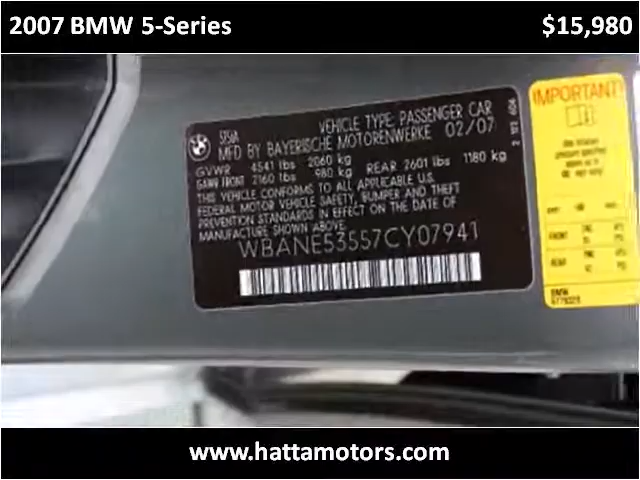 2007 BMW 5-Series $15,980
VEHICLE TYPE: PASSENGER CAR
MFD BY BAYERISCHE MOTORENWERKE 02/07
GVWR 4541 lbs 2060 kg
GAWR FRONT 2160 lbs 980 kg REAR 2601 lbs 1180 kg
THIS VEHICLE CONFORMS TO ALL APPLICABLE
FEDERAL MOTOR VEHICLE SAFETY, BUMPER AND THEFT
PREVENTION STANDARDS IN EFFECT ON THE DATE OF
MANUFACTURE SHOWN ABOVE.
WBANE53557CY07941
IMPORTANT!
FRONT
REAR
BMW
www.hattamotors.com